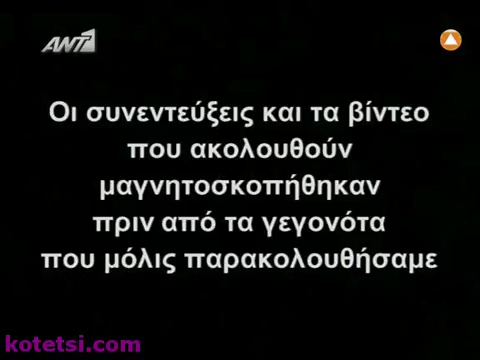 ANT1
Οι συνεντεύξεις και τα βίντεο
που ακολουθούν
μαγνητοσκοπήθηκαν
πριν από τα γεγονότα
που μόλις παρακολουθήσαμε
kotetsi.com